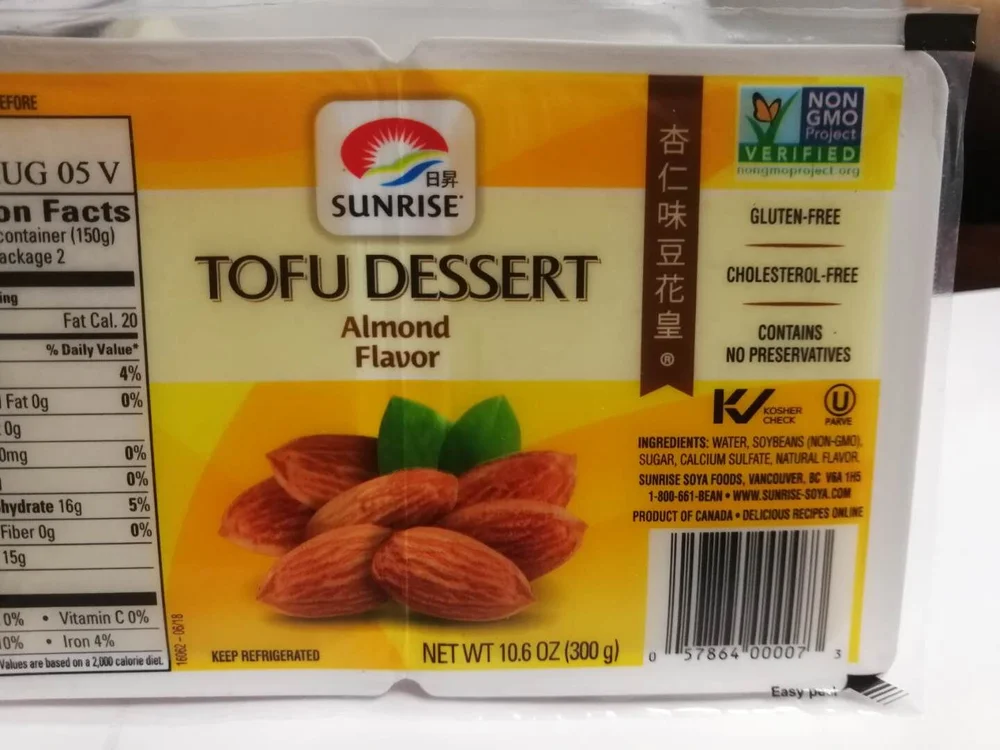 EFORE
UG 05 V
on Facts
container (150g)
ackage 2
ing
Fat Cal. 20
% Daily Value*
4%
Fat 0g 0%
0g
0mg 0%
0%
hydrate 16g 5%
Fiber 0g 0%
15g
0% • Vitamin C 0%
0% • Iron 4%
Values are based on a 2,000 calorie diet.
16062 - 06/18
日昇
SUNRISE
TOFU DESSERT
Almond
Flavor
KEEP REFRIGERATED
NET WT 10.6 OZ (300 g)
杏仁味豆花皇®
NON
GMO
Project
VERIFIED
nongmoproject.org
GLUTEN-FREE
CHOLESTEROL-FREE
CONTAINS
NO PRESERVATIVES
KOSHER
CHECK
U
PARVE
INGREDIENTS: WATER, SOYBEANS (NON-GMO),
SUGAR, CALCIUM SULFATE, NATURAL FLAVOR.
SUNRISE SOYA FOODS, VANCOUVER, BC V6A 1H5
1-800-661-BEAN • WWW.SUNRISE-SOYA.COM
PRODUCT OF CANADA • DELICIOUS RECIPES ONLINE
0 57864 00007 3
Easy peel